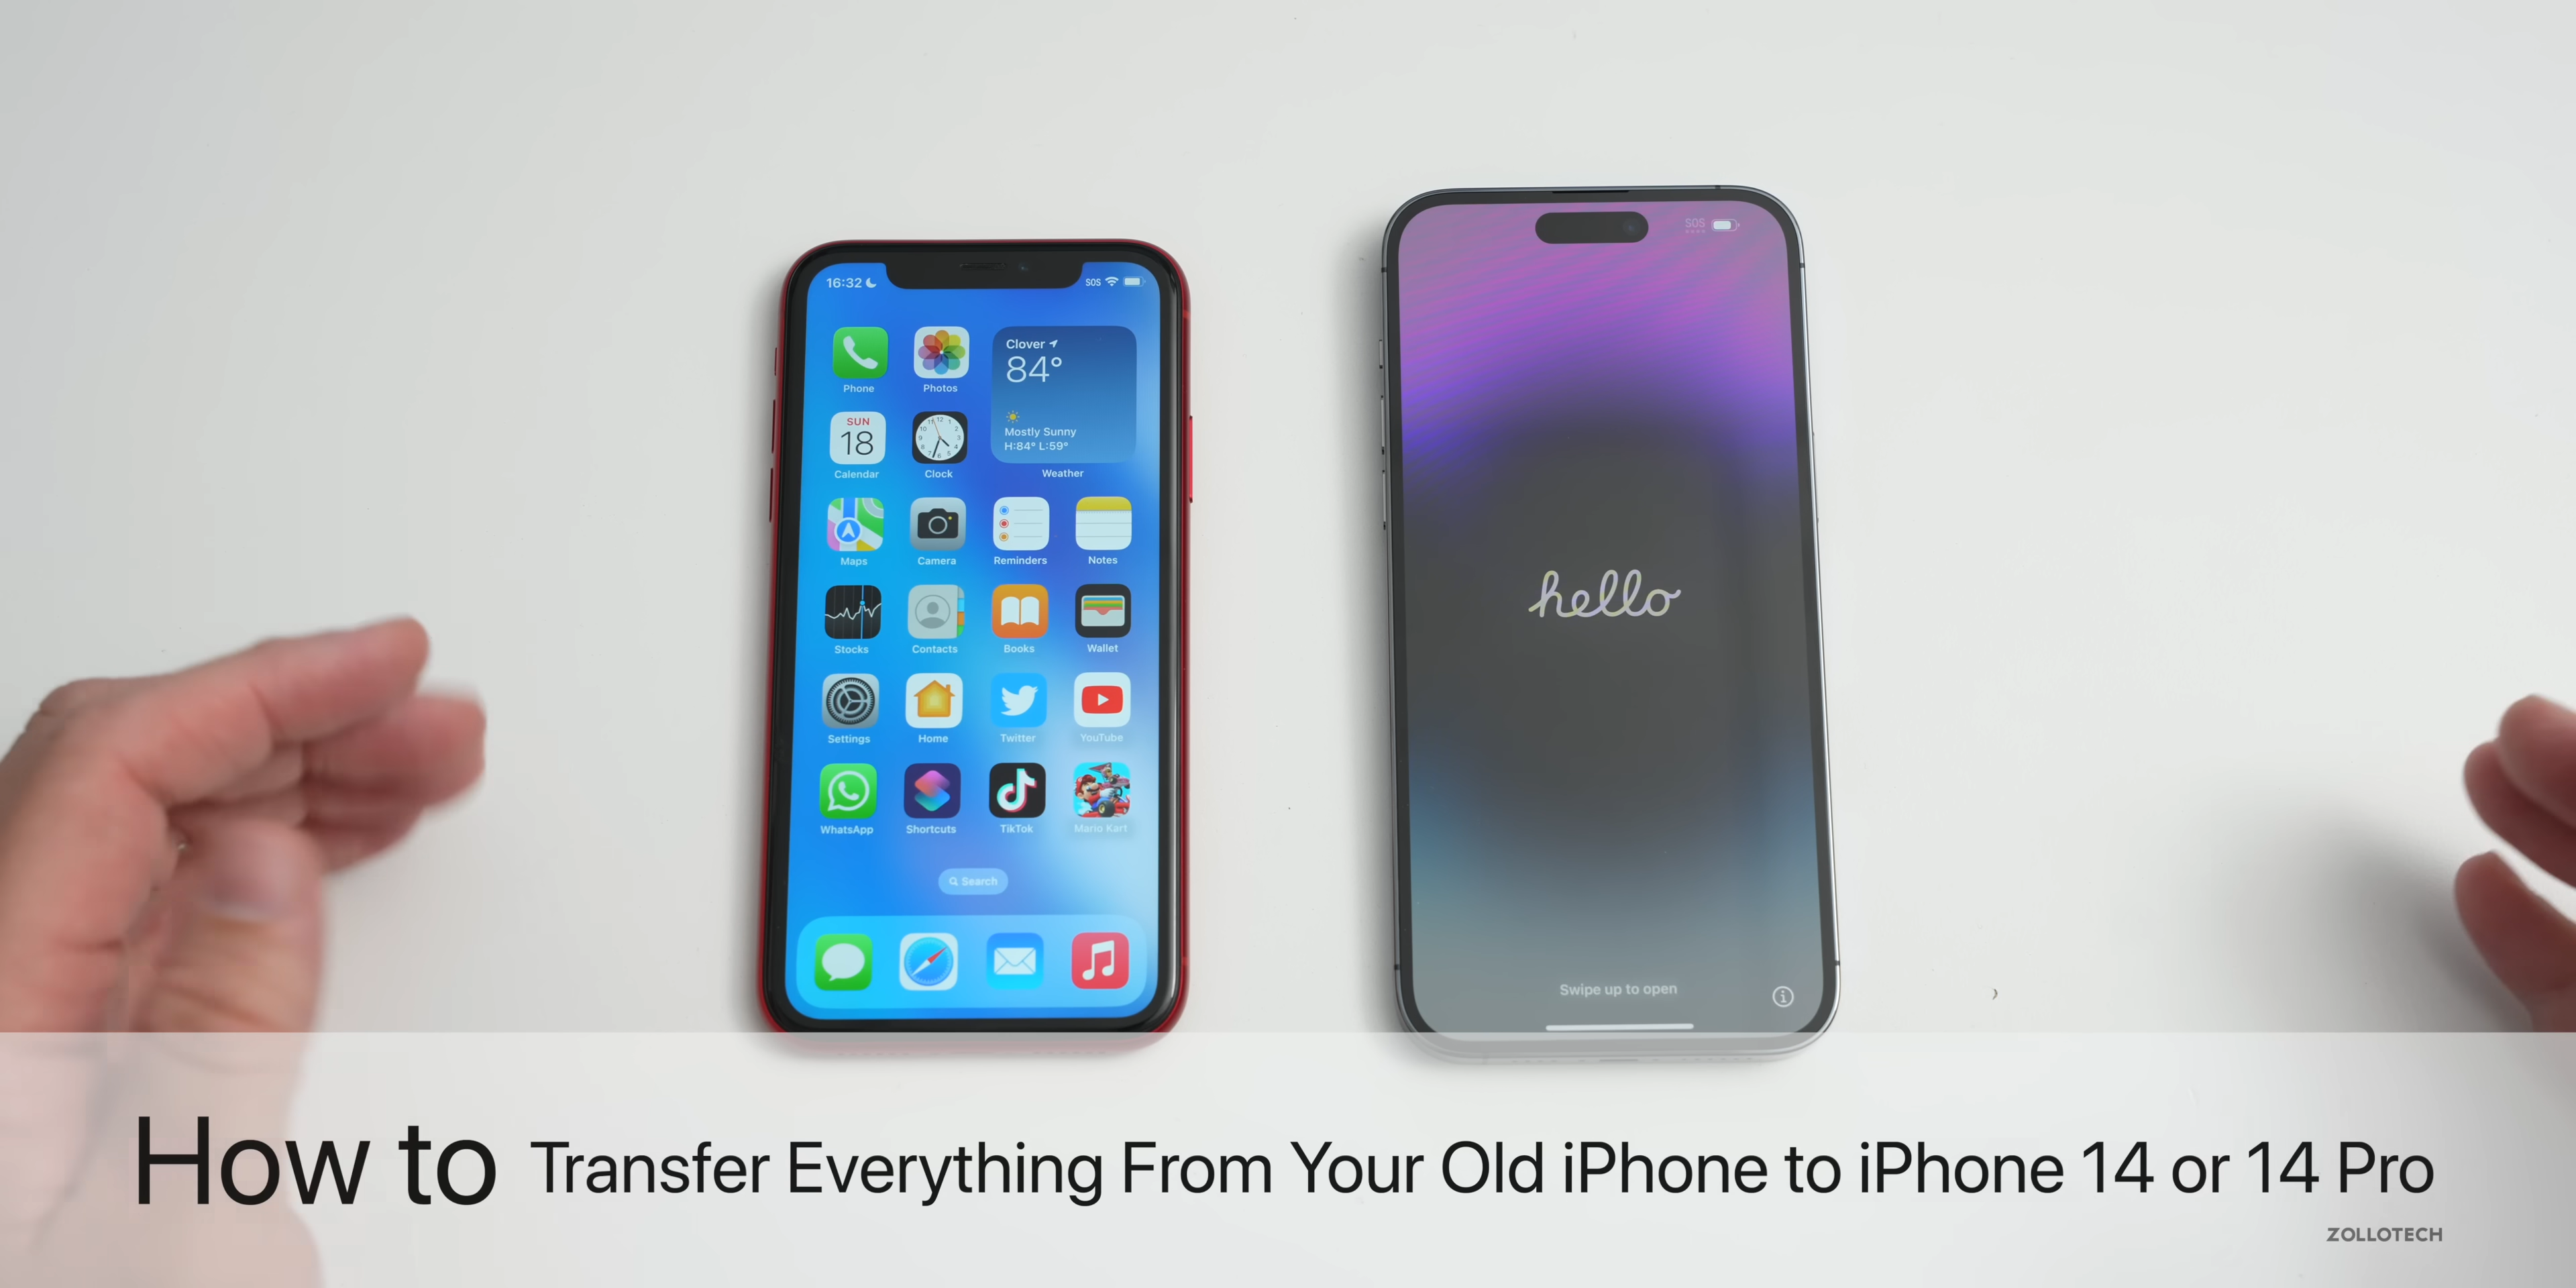 16:32
SOS
Clover
84°
Mostly Sunny
H:84° L:59°
Phone
Photos
Weather
SUN
18
Calendar
Clock
Maps
Camera
Reminders
Notes
Stocks
Contacts
Books
Wallet
Settings
Home
Twitter
YouTube
WhatsApp
Shortcuts
TikTok
Mario Kart
Search
SOS
hello
Swipe up to open
How to Transfer Everything From Your Old iPhone to iPhone 14 or 14 Pro
ZOLLOTECH